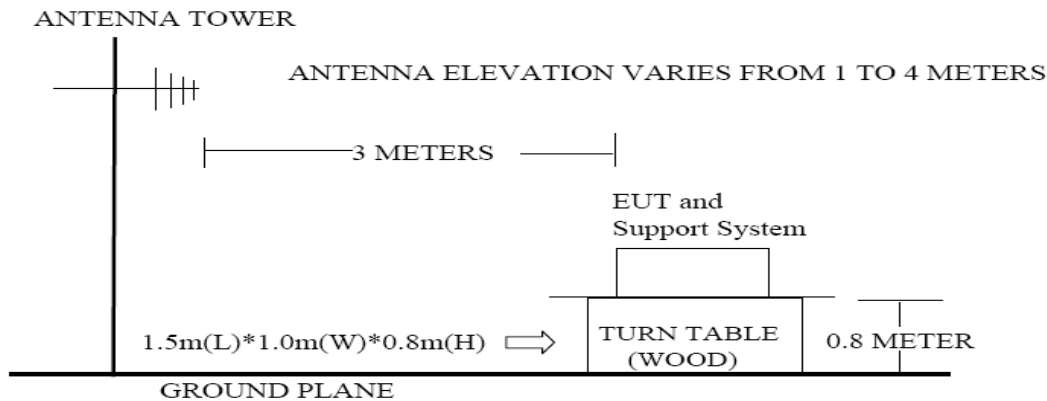 ANTENNA TOWER
ANTENNA ELEVATION VARIES FROM 1 TO 4 METERS
3 METERS
EUT and
Support System
1.5m(L)*1.0m(W)*0.8m(H)
TURN TABLE
(WOOD)
0.8 METER
GROUND PLANE